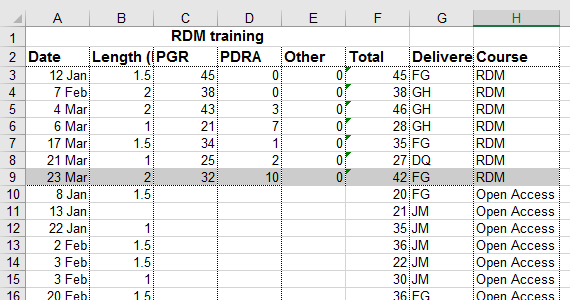 A B C D E F G H
1 RDM training
2 Date Length ( PGR PDRA Other Total Delivere Course
3 12 Jan 1.5 45 0 0 45 FG RDM
4 7 Feb 2 38 0 0 38 GH RDM
5 4 Mar 2 43 3 0 46 GH RDM
6 6 Mar 1 21 7 0 28 GH RDM
7 17 Mar 1.5 34 1 0 35 FG RDM
8 21 Mar 1 25 2 0 27 DQ RDM
9 23 Mar 2 32 10 0 42 FG RDM
10 8 Jan 1.5 20 FG Open Access
11 13 Jan 21 JM Open Access
12 22 Jan 1 35 JM Open Access
13 2 Feb 1.5 36 JM Open Access
14 3 Feb 1.5 22 JM Open Access
15 3 Feb 1 30 JM Open Access
16 20 Feb 1.5 36 FG Open Access